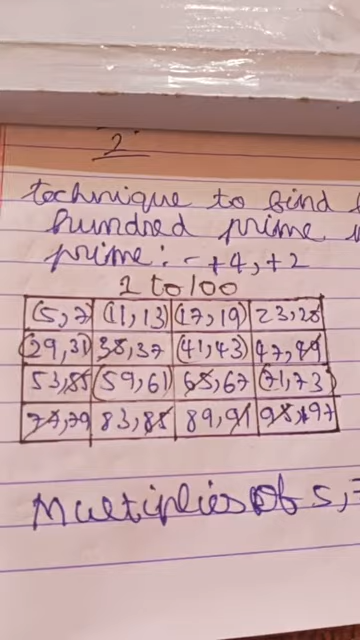 2
technique to find
hundred prime
prime: - +4, +2
1 to 100
(5, 7) (11, 13) (17, 19) 23, 25
(29, 31) 35, 37 (41, 43) 47, 49
53, 55 (59, 61) 65, 67 (71, 73)
77, 79 83, 85 89, 91 95, 97
Multiplies of 5,